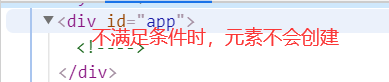 ▼<div id="app">
不满足条件时，元素不会创建
<!---->
</div>